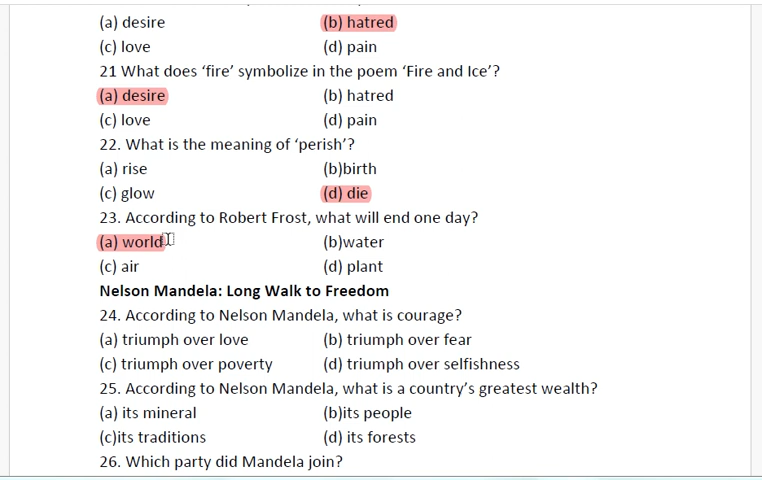 (a) desire (b) hatred
(c) love (d) pain
21 What does ‘fire’ symbolize in the poem ‘Fire and Ice’?
(a) desire (b) hatred
(c) love (d) pain
22. What is the meaning of ‘perish’?
(a) rise (b)birth
(c) glow (d) die
23. According to Robert Frost, what will end one day?
(a) world (b)water
(c) air (d) plant
Nelson Mandela: Long Walk to Freedom
24. According to Nelson Mandela, what is courage?
(a) triumph over love (b) triumph over fear
(c) triumph over poverty (d) triumph over selfishness
25. According to Nelson Mandela, what is a country’s greatest wealth?
(a) its mineral (b)its people
(c)its traditions (d) its forests
26. Which party did Mandela join?